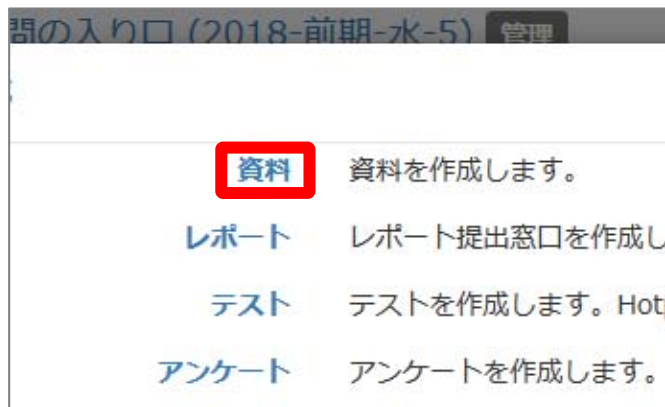 問の入り口 (2018-前期-水-5) 管理
資料 資料を作成します。
レポート レポート提出窓口を作成し
テスト テストを作成します。Hot
アンケート アンケートを作成します。